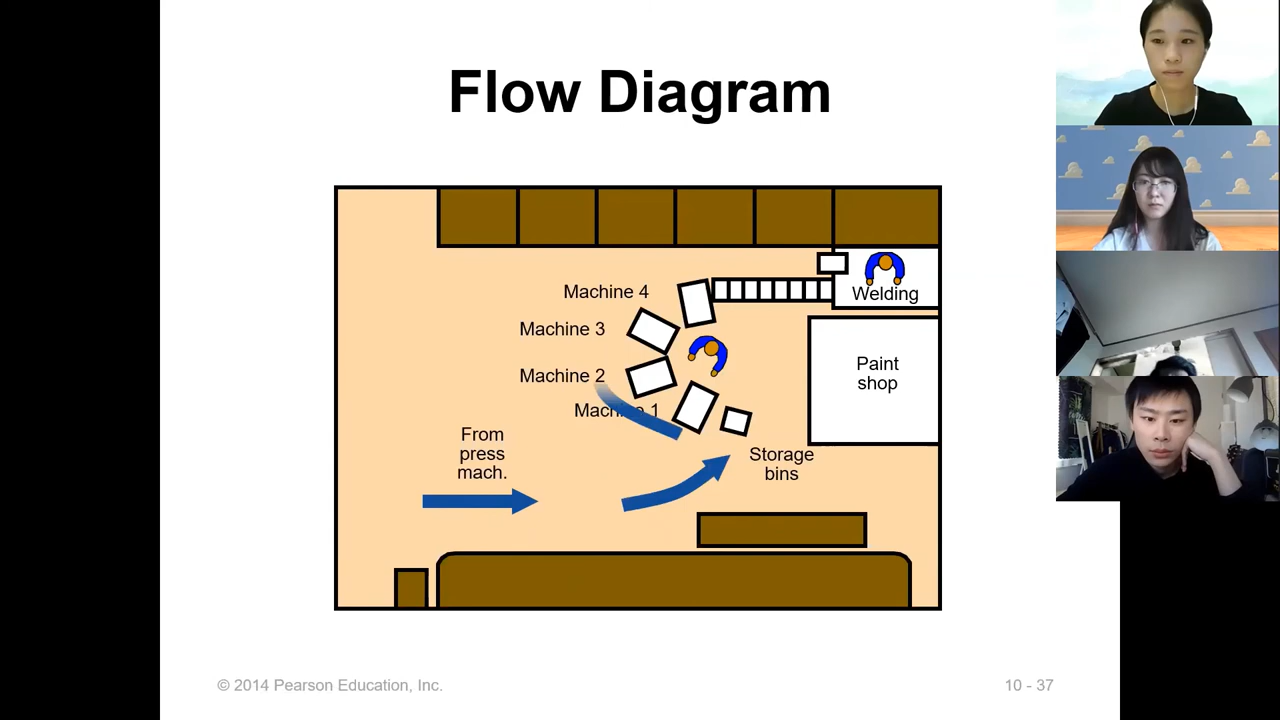 Flow Diagram
Machine 4
Welding
Machine 3
Paint
shop
Machine 2
Machine 1
From
press
mach.
Storage
bins
© 2014 Pearson Education, Inc.
10 - 37